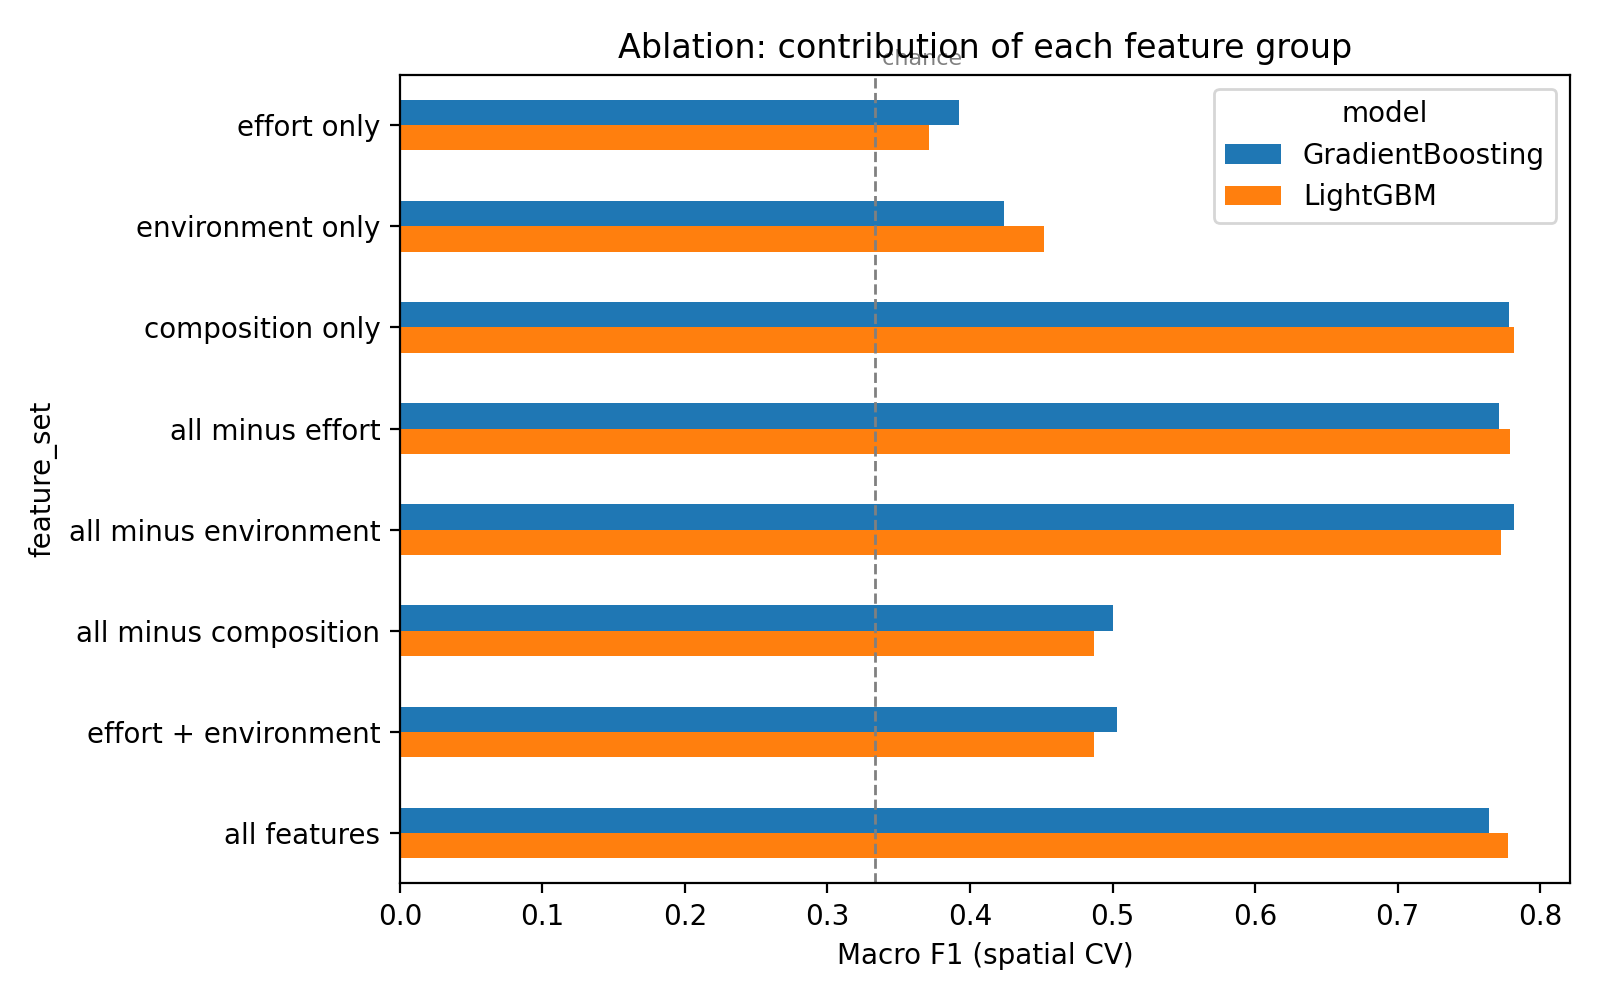 Ablation: contribution of each feature group
chance
model
GradientBoosting
LightGBM
feature_set
effort only
environment only
composition only
all minus effort
all minus environment
all minus composition
effort + environment
all features
0.0 0.1 0.2 0.3 0.4 0.5 0.6 0.7 0.8
Macro F1 (spatial CV)